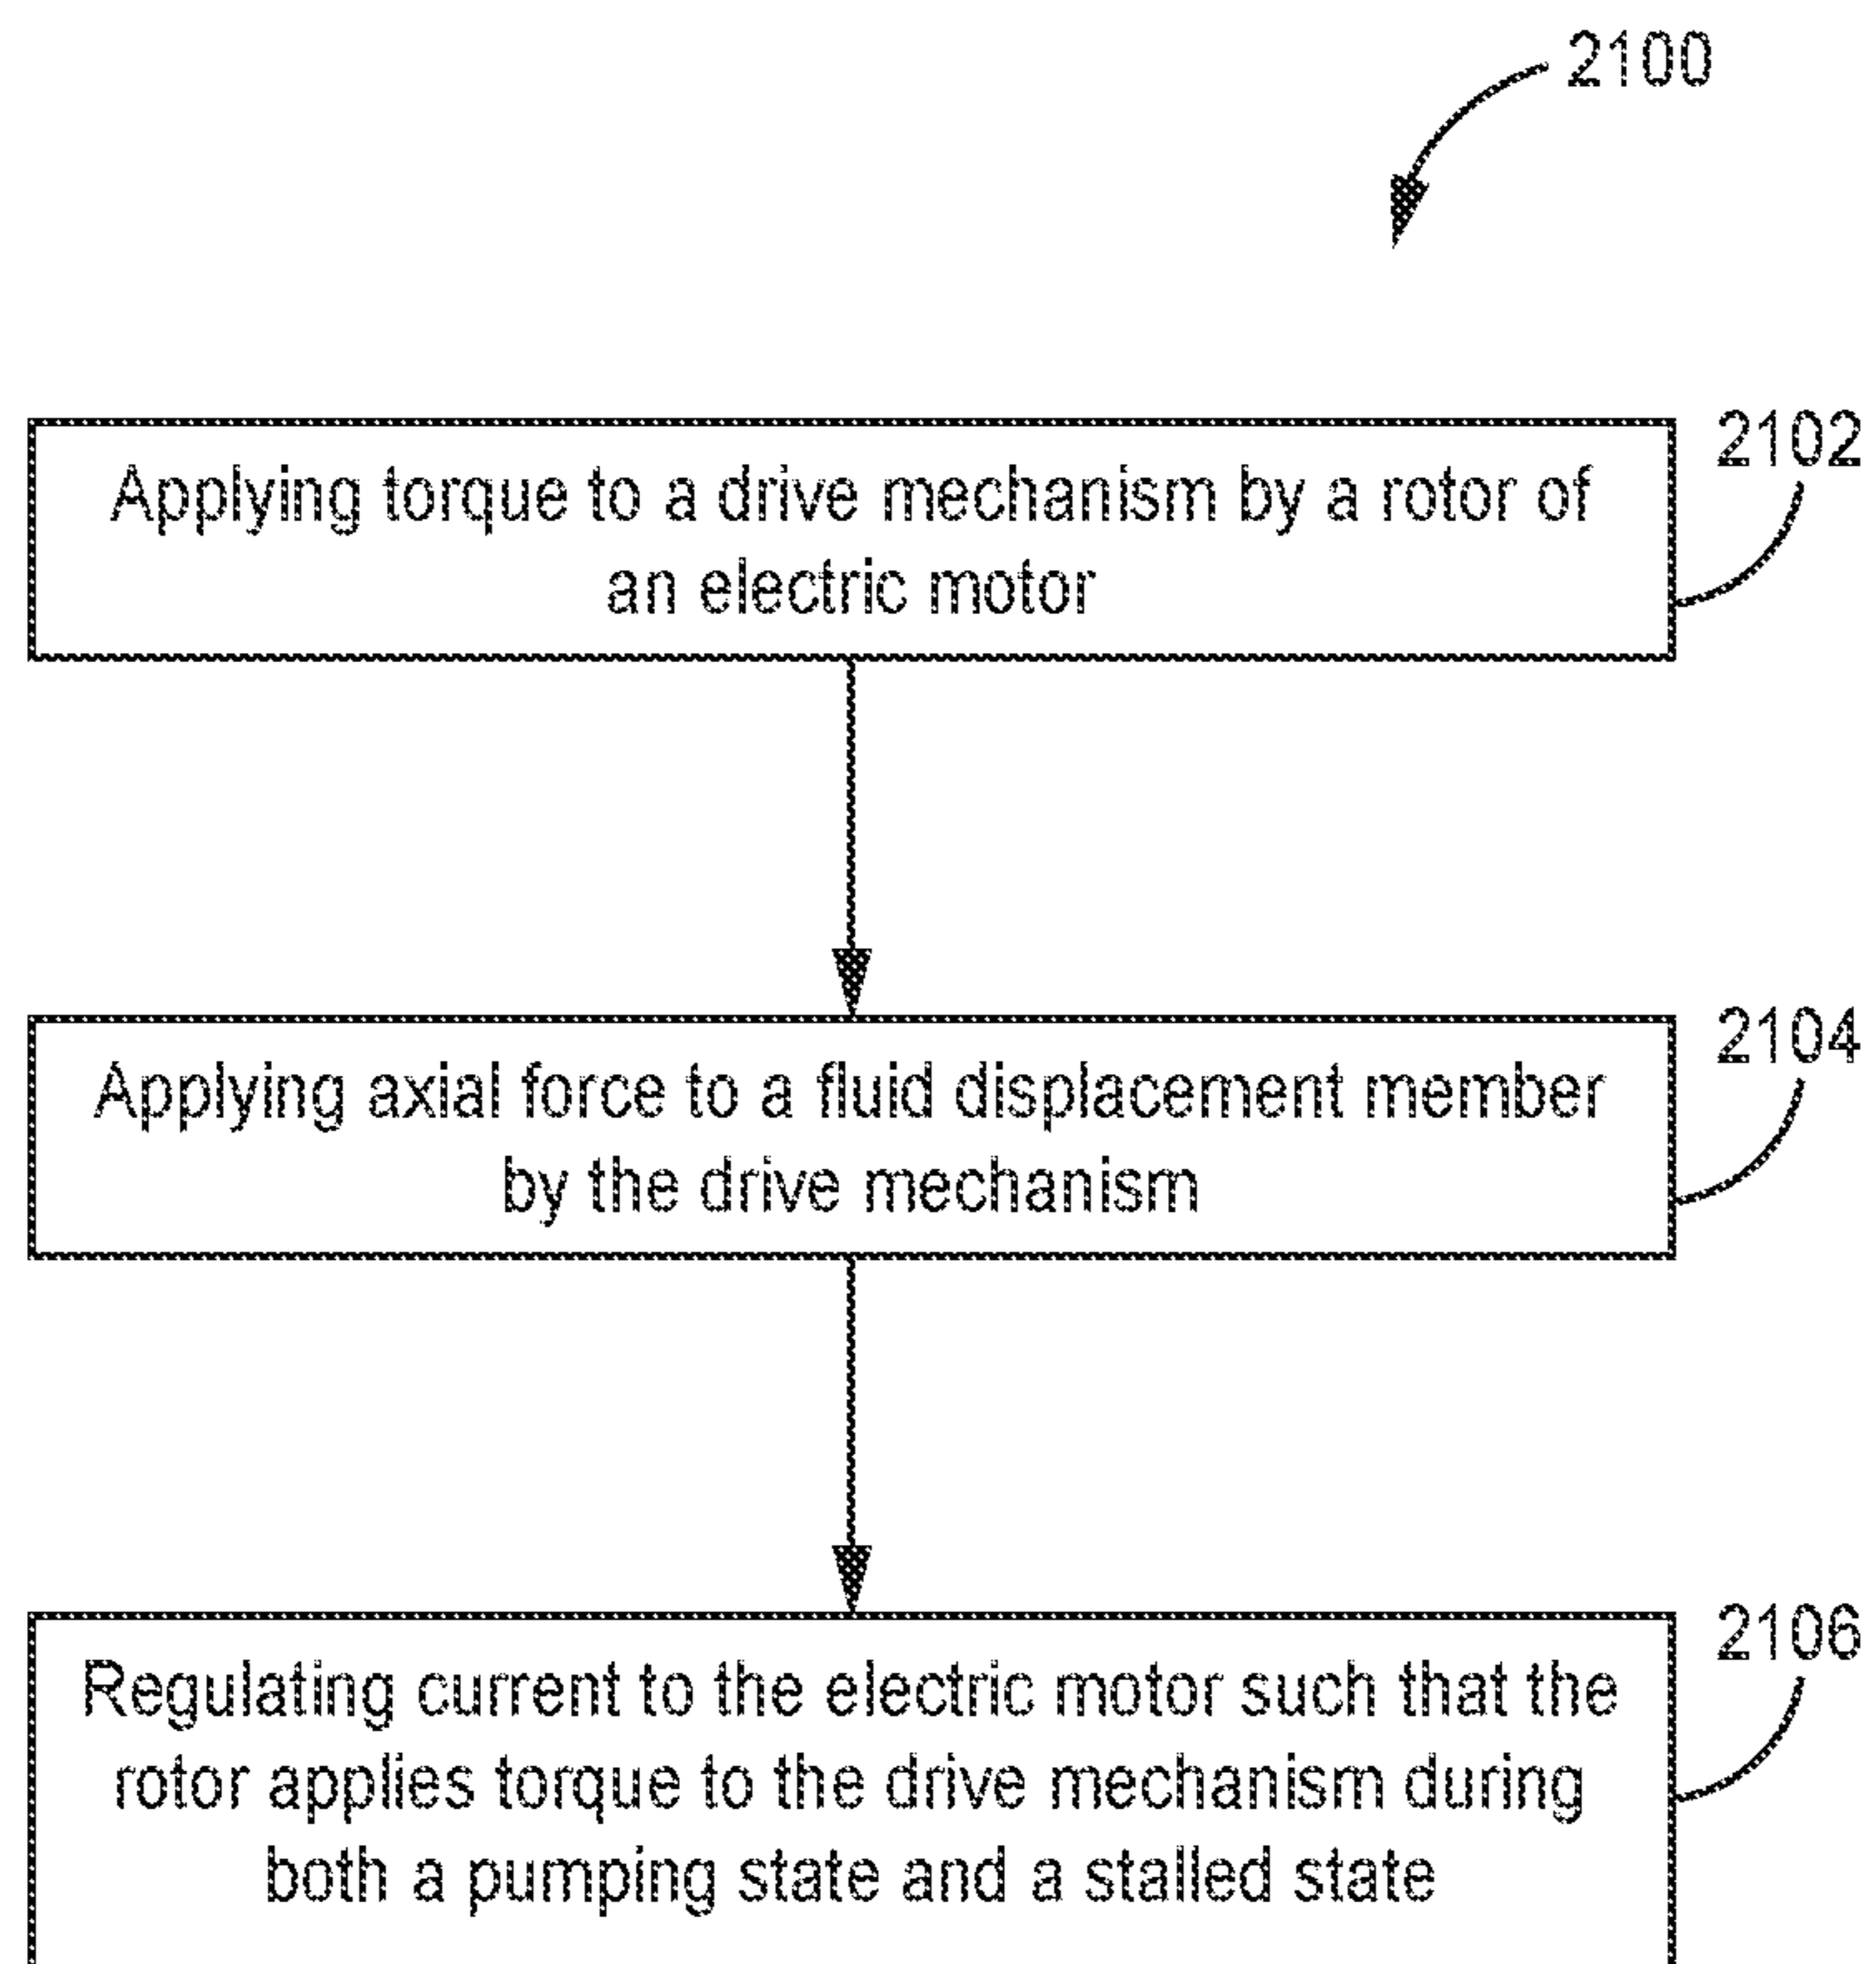 2100
2102
Applying torque to a drive mechanism by a rotor of
an electric motor
2104
Applying axial force to a fluid displacement member
by the drive mechanism
2106
Regulating current to the electric motor such that the
rotor applies torque to the drive mechanism during
both a pumping state and a stalled state